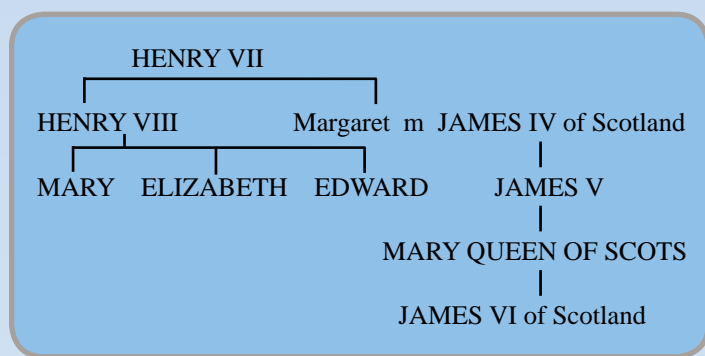 HENRY VII
HENRY VIII Margaret m JAMES IV of Scotland
MARY ELIZABETH EDWARD JAMES V
MARY QUEEN OF SCOTS
JAMES VI of Scotland